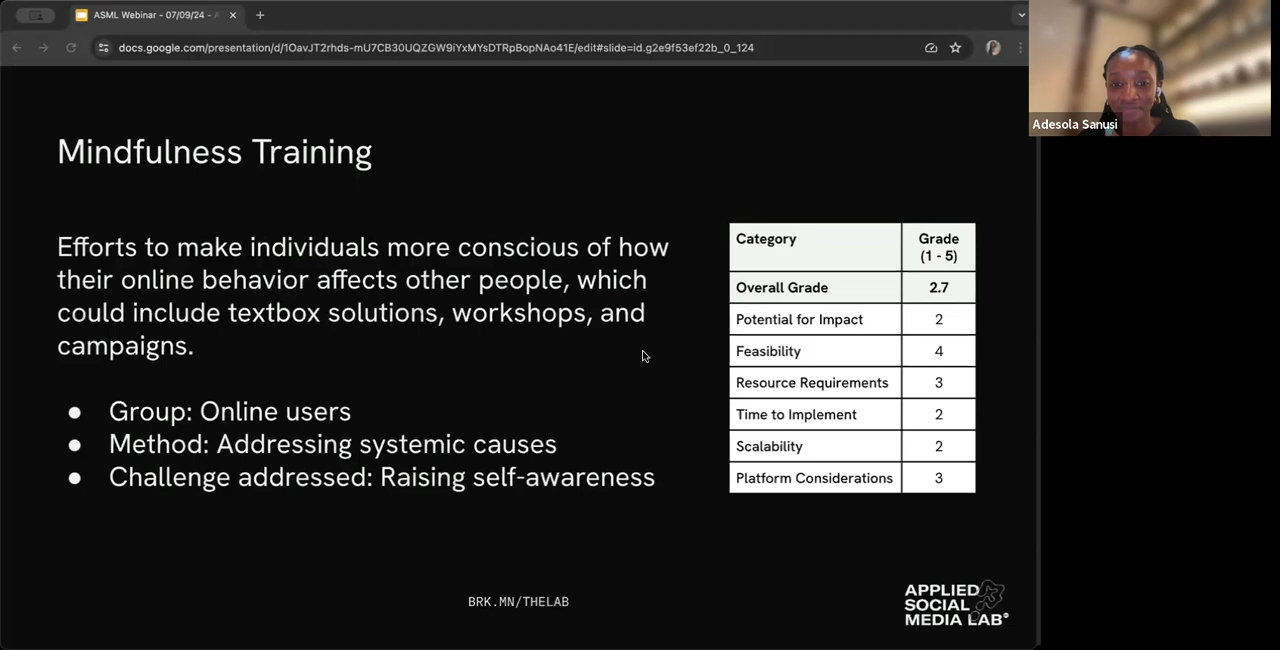 ASML Webinar - 07/09/24 - A
docs.google.com/presentation/d/1OavJT2rhds-mU7CB30UQZGW9iYxMYsDTRpBopNAo41E/edit#slide=id.g2e9f53ef22b_0_124
Adesola Sanusi
Mindfulness Training
Efforts to make individuals more conscious of how
their online behavior affects other people, which
could include textbox solutions, workshops, and
campaigns.
● Group: Online users
● Method: Addressing systemic causes
● Challenge addressed: Raising self-awareness
Category Grade
(1 - 5)
Overall Grade 2.7
Potential for Impact 2
Feasibility 4
Resource Requirements 3
Time to Implement 2
Scalability 2
Platform Considerations 3
BRK.MN/THELAB
APPLIED
SOCIAL
MEDIA LAB